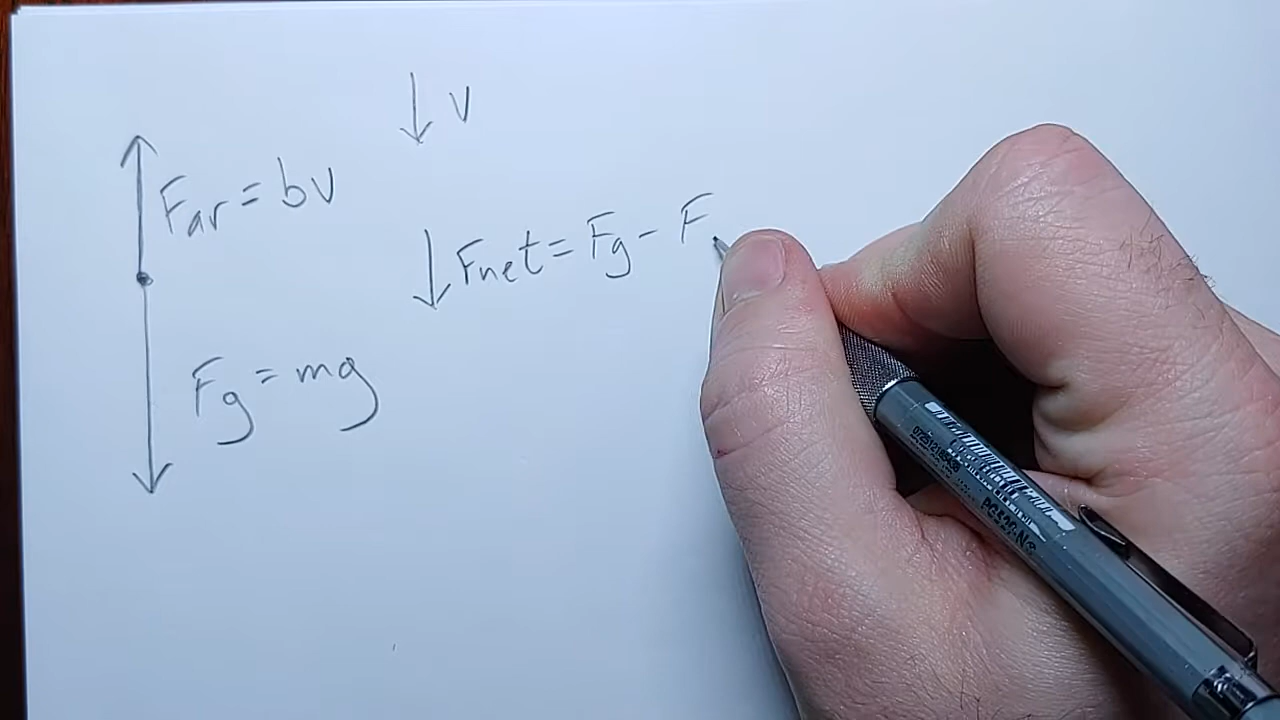 v
Far = bv
Fnet = Fg - F
Fg = mg